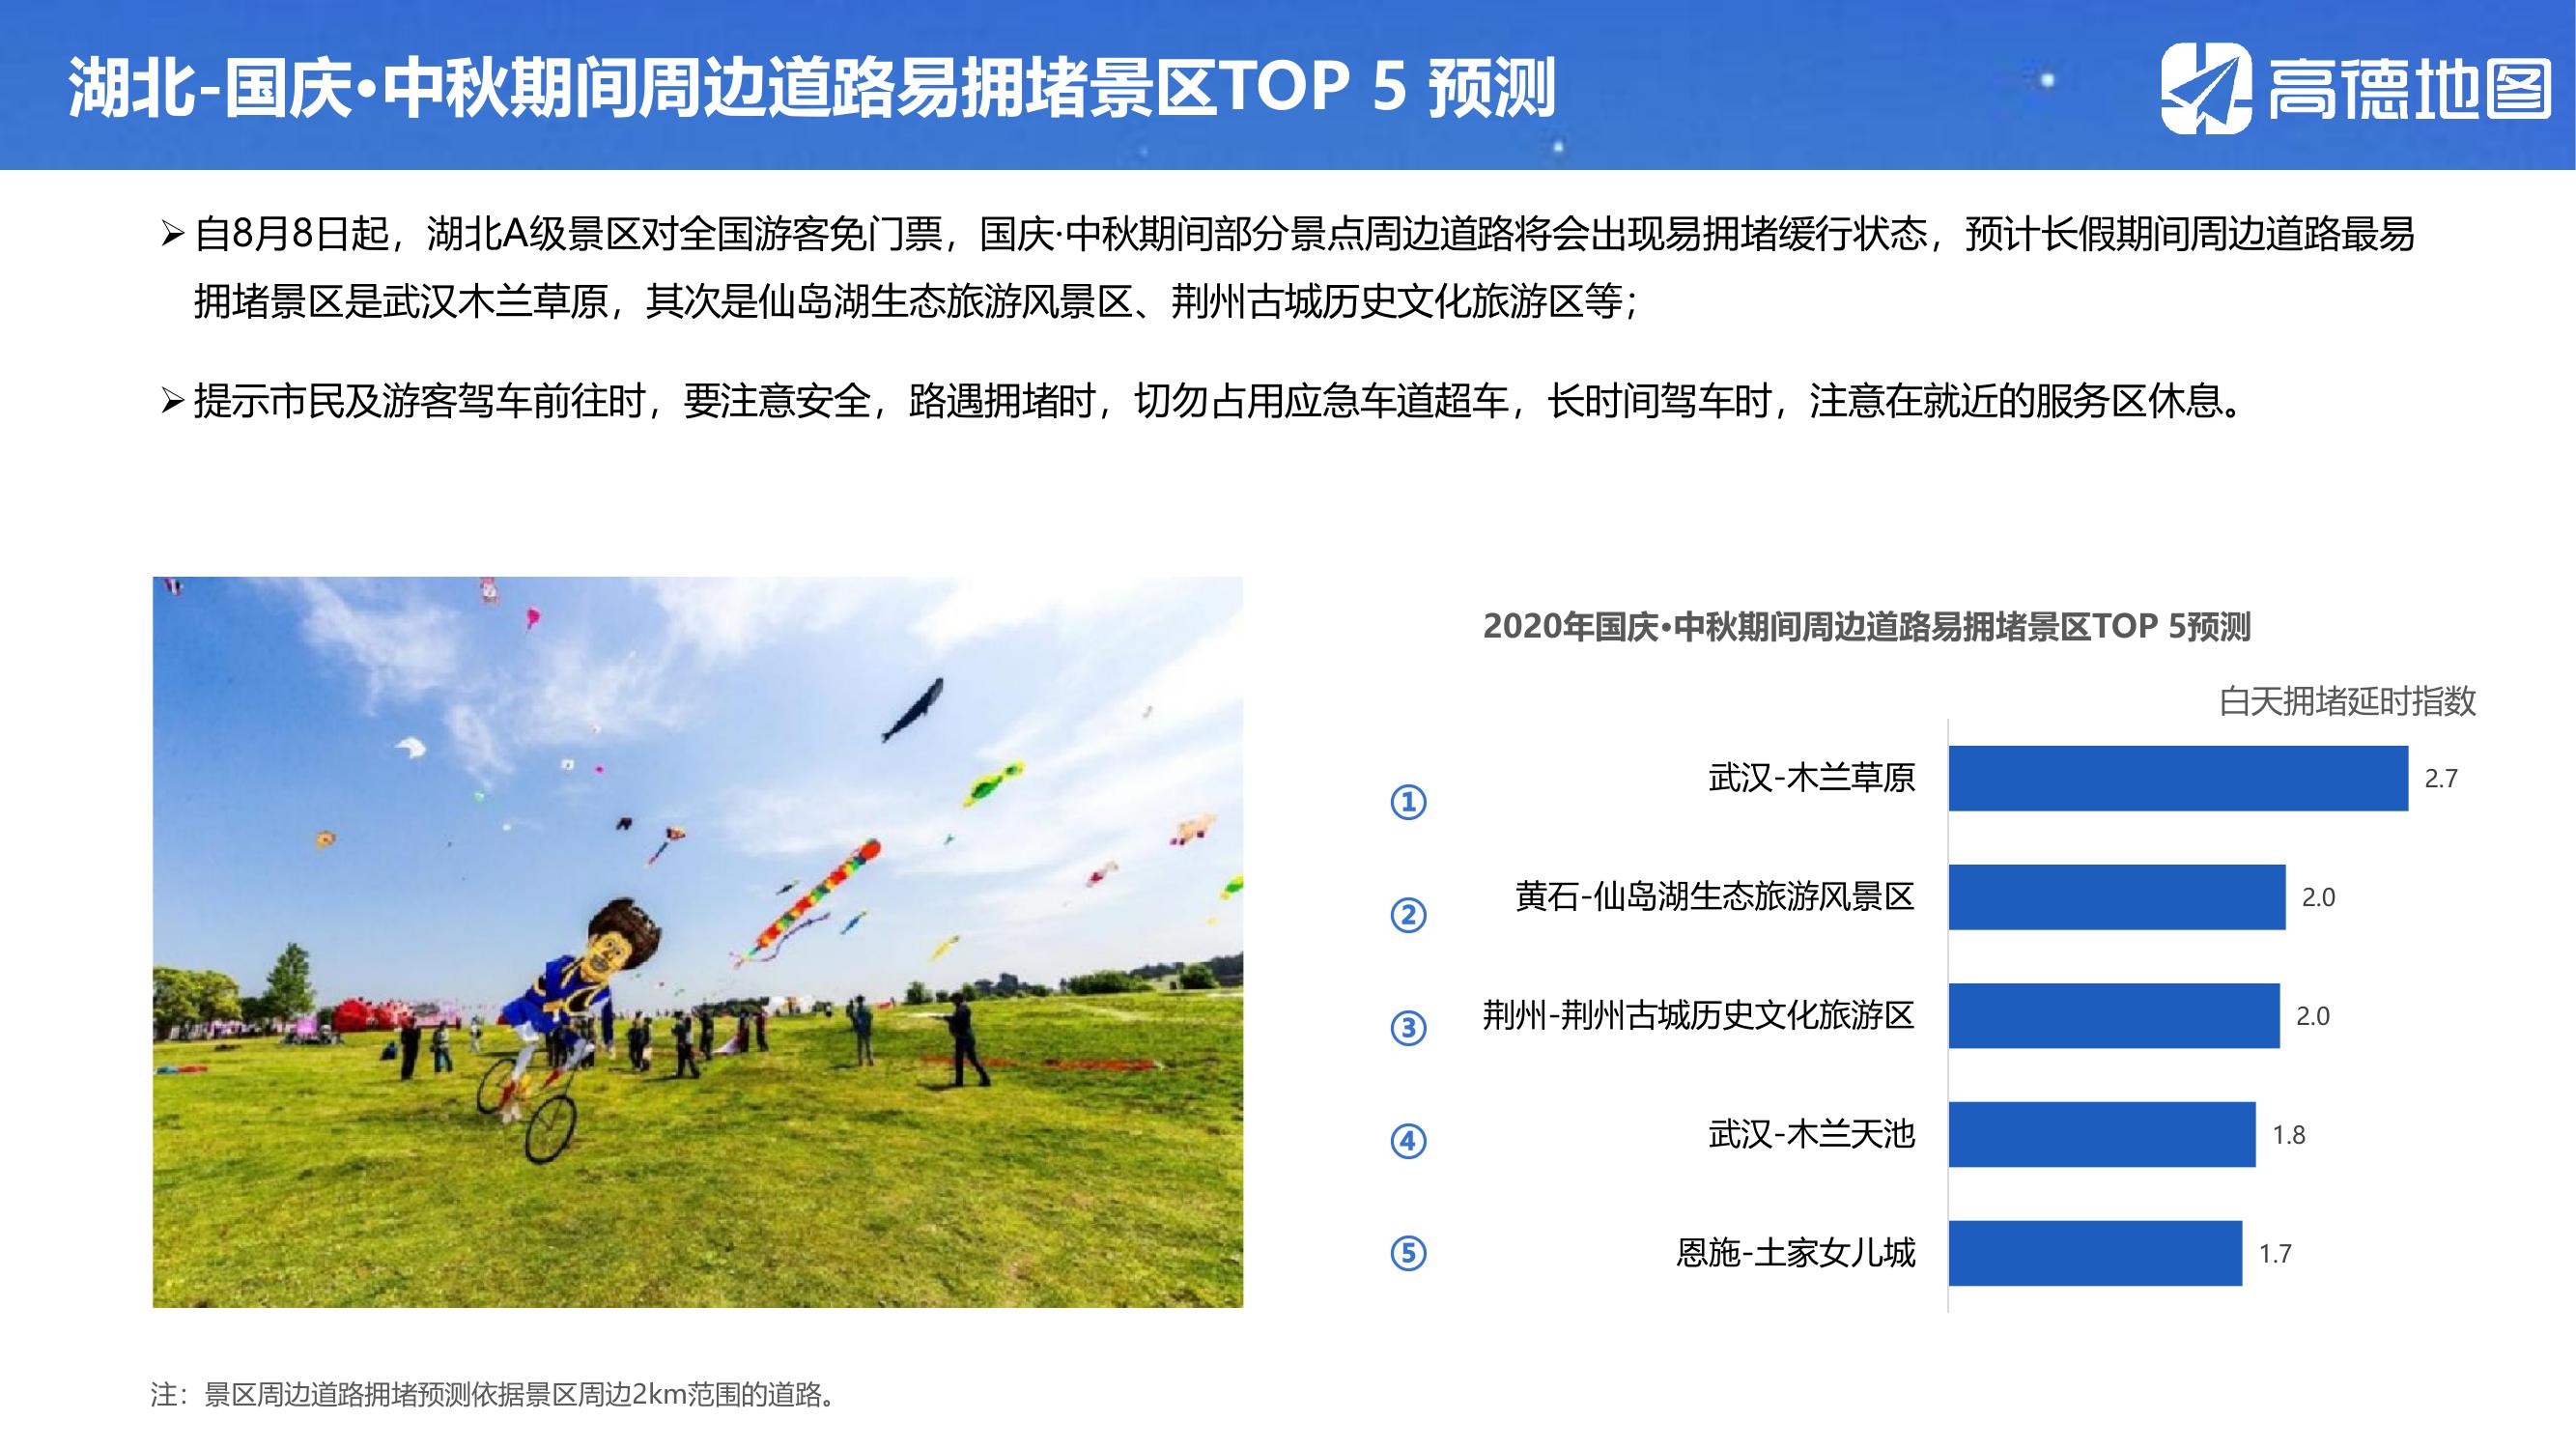 湖北-国庆•中秋期间周边道路易拥堵景区TOP 5 预测
高德地图
➢自8月8日起，湖北A级景区对全国游客免门票，国庆·中秋期间部分景点周边道路将会出现易拥堵缓行状态，预计长假期间周边道路最易
拥堵景区是武汉木兰草原，其次是仙岛湖生态旅游风景区、荆州古城历史文化旅游区等；
➢提示市民及游客驾车前往时，要注意安全，路遇拥堵时，切勿占用应急车道超车，长时间驾车时，注意在就近的服务区休息。
2020年国庆•中秋期间周边道路易拥堵景区TOP 5预测
白天拥堵延时指数
① 武汉-木兰草原 2.7
② 黄石-仙岛湖生态旅游风景区 2.0
③ 荆州-荆州古城历史文化旅游区 2.0
④ 武汉-木兰天池 1.8
⑤ 恩施-土家女儿城 1.7
注：景区周边道路拥堵预测依据景区周边2km范围的道路。